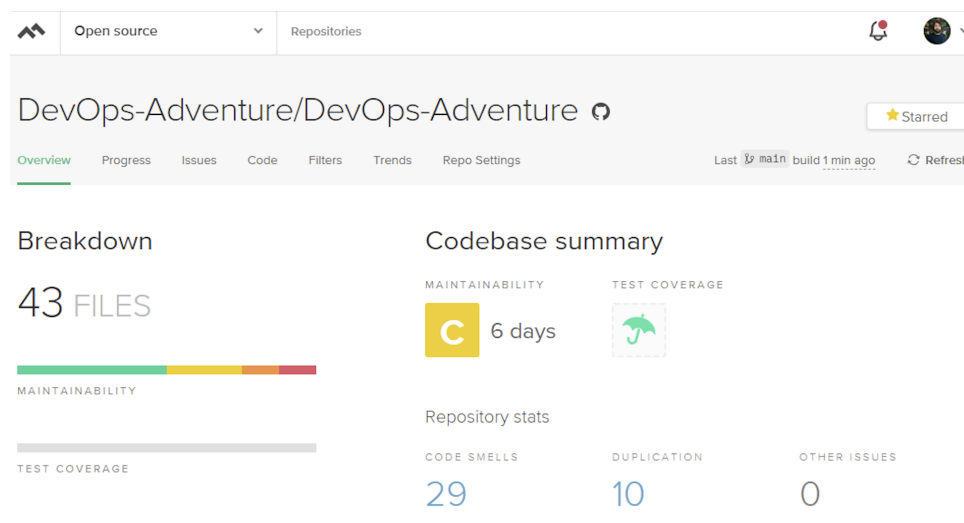 Open source
Repositories
DevOps-Adventure/DevOps-Adventure
Starred
Overview Progress Issues Code Filters Trends Repo Settings
Last main build 1 min ago
Breakdown
Codebase summary
43 FILES
MAINTAINABILITY
TEST COVERAGE
C 6 days
MAINTAINABILITY
TEST COVERAGE
Repository stats
CODE SMELLS
DUPLICATION
OTHER ISSUES
29
10
0